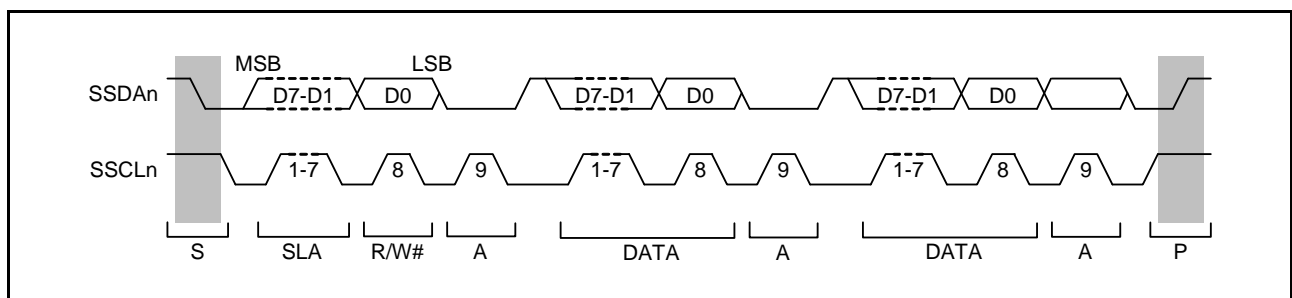 MSB LSB
SSDAn D7-D1 D0 D7-D1 D0 D7-D1 D0
SSCLn 1-7 8 9 1-7 8 9 1-7 8 9
S SLA R/W# A DATA A DATA A P